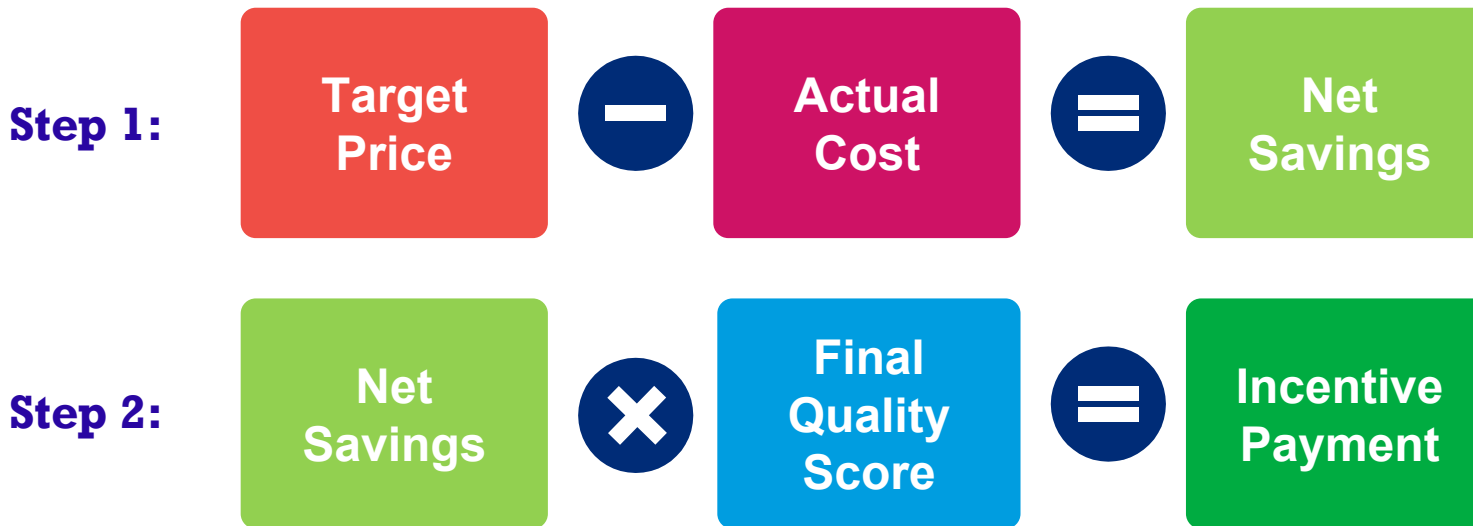 Step 1:
Target
Price
−
Actual
Cost
=
Net
Savings
Step 2:
Net
Savings
×
Final
Quality
Score
=
Incentive
Payment